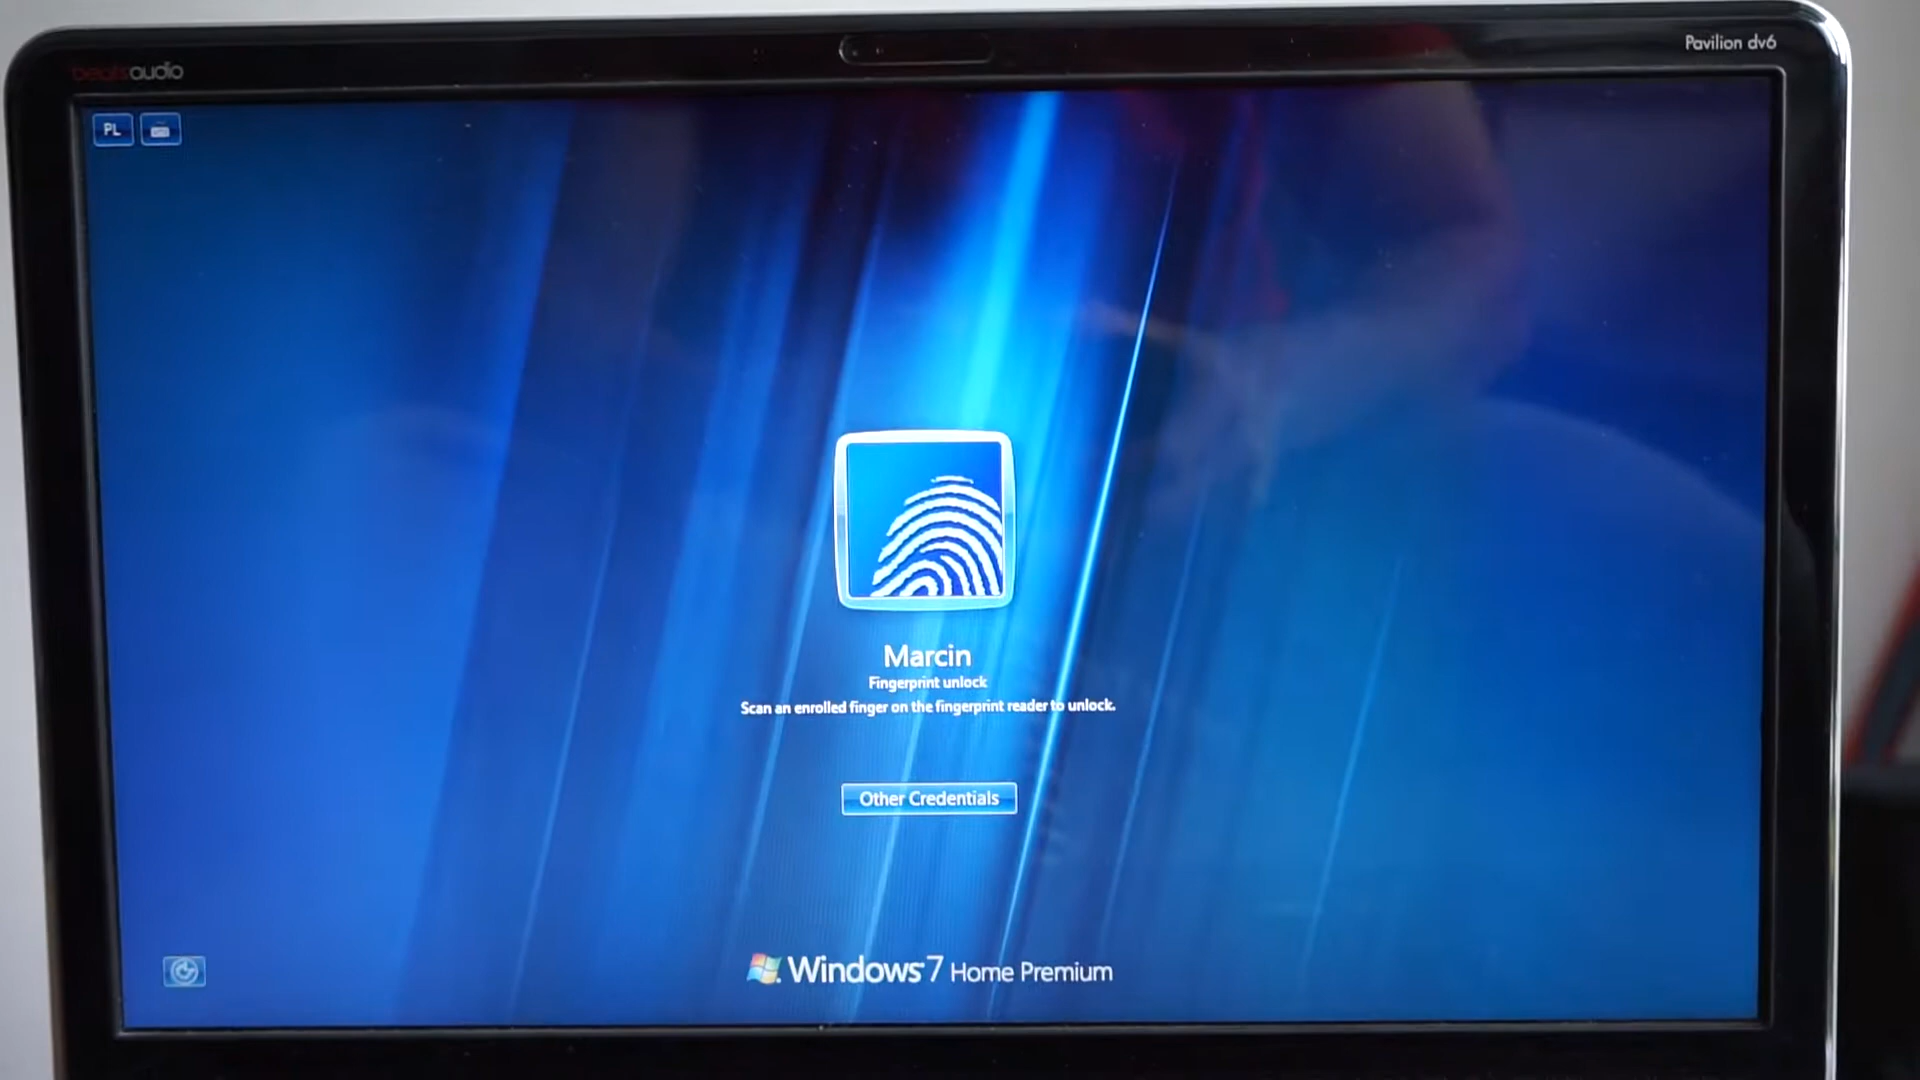 beatsaudio
Pavilion dv6
PL
Marcin
Fingerprint unlock
Scan an enrolled finger on the fingerprint reader to unlock.
Other Credentials
Windows 7 Home Premium